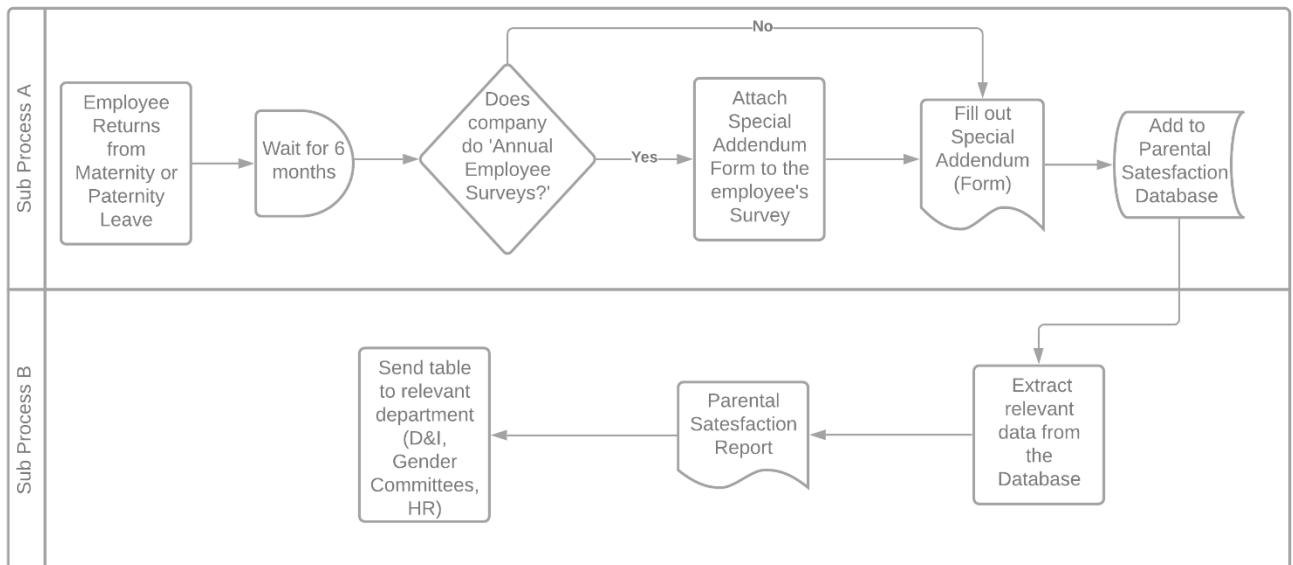 Sub Process A
Employee
Returns
from
Maternity or
Paternity
Leave
Wait for 6
months
Does
company
do 'Annual
Employee
Surveys?'
No
Yes
Attach
Special
Addendum
Form to the
employee's
Survey
Fill out
Special
Addendum
(Form)
Add to
Parental
Satesfaction
Database
Sub Process B
Extract
relevant
data from
the
Database
Parental
Satesfaction
Report
Send table
to relevant
department
(D&I,
Gender
Committees,
HR)